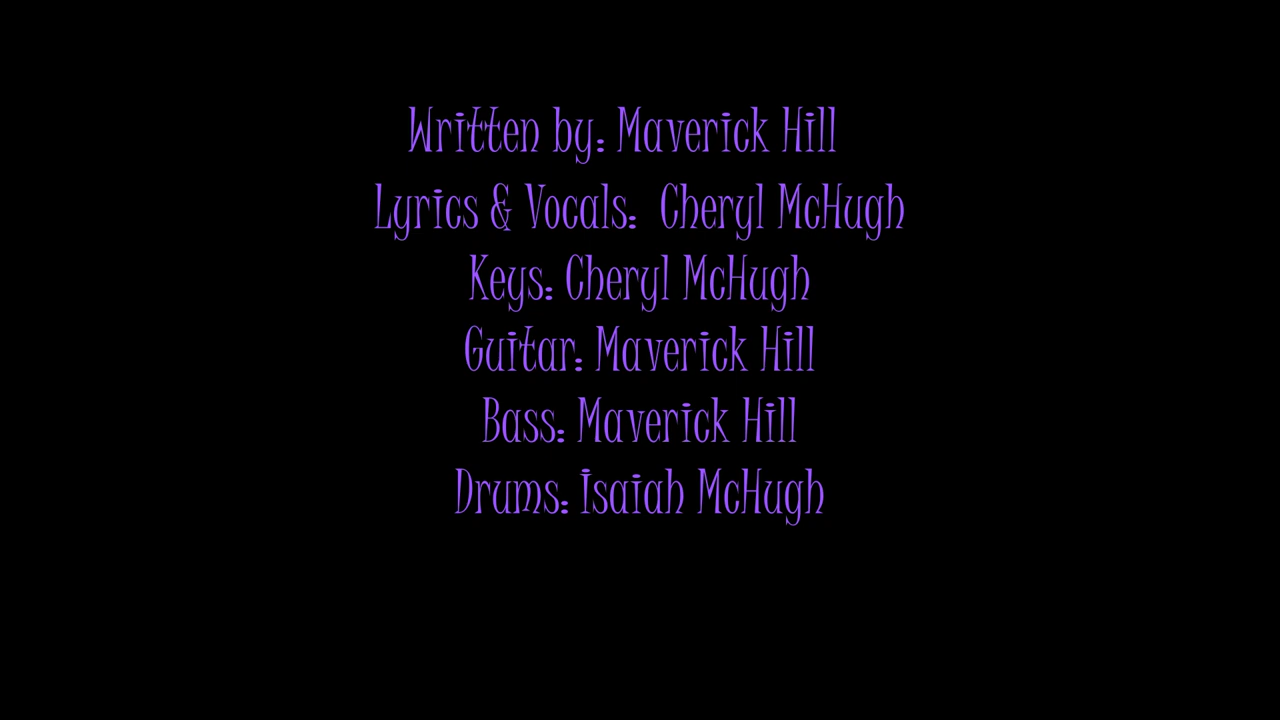 Written by: Maverick Hill
Lyrics & Vocals: Cheryl McHugh
Keys: Cheryl McHugh
Guitar: Maverick Hill
Bass: Maverick Hill
Drums: Isaiah McHugh